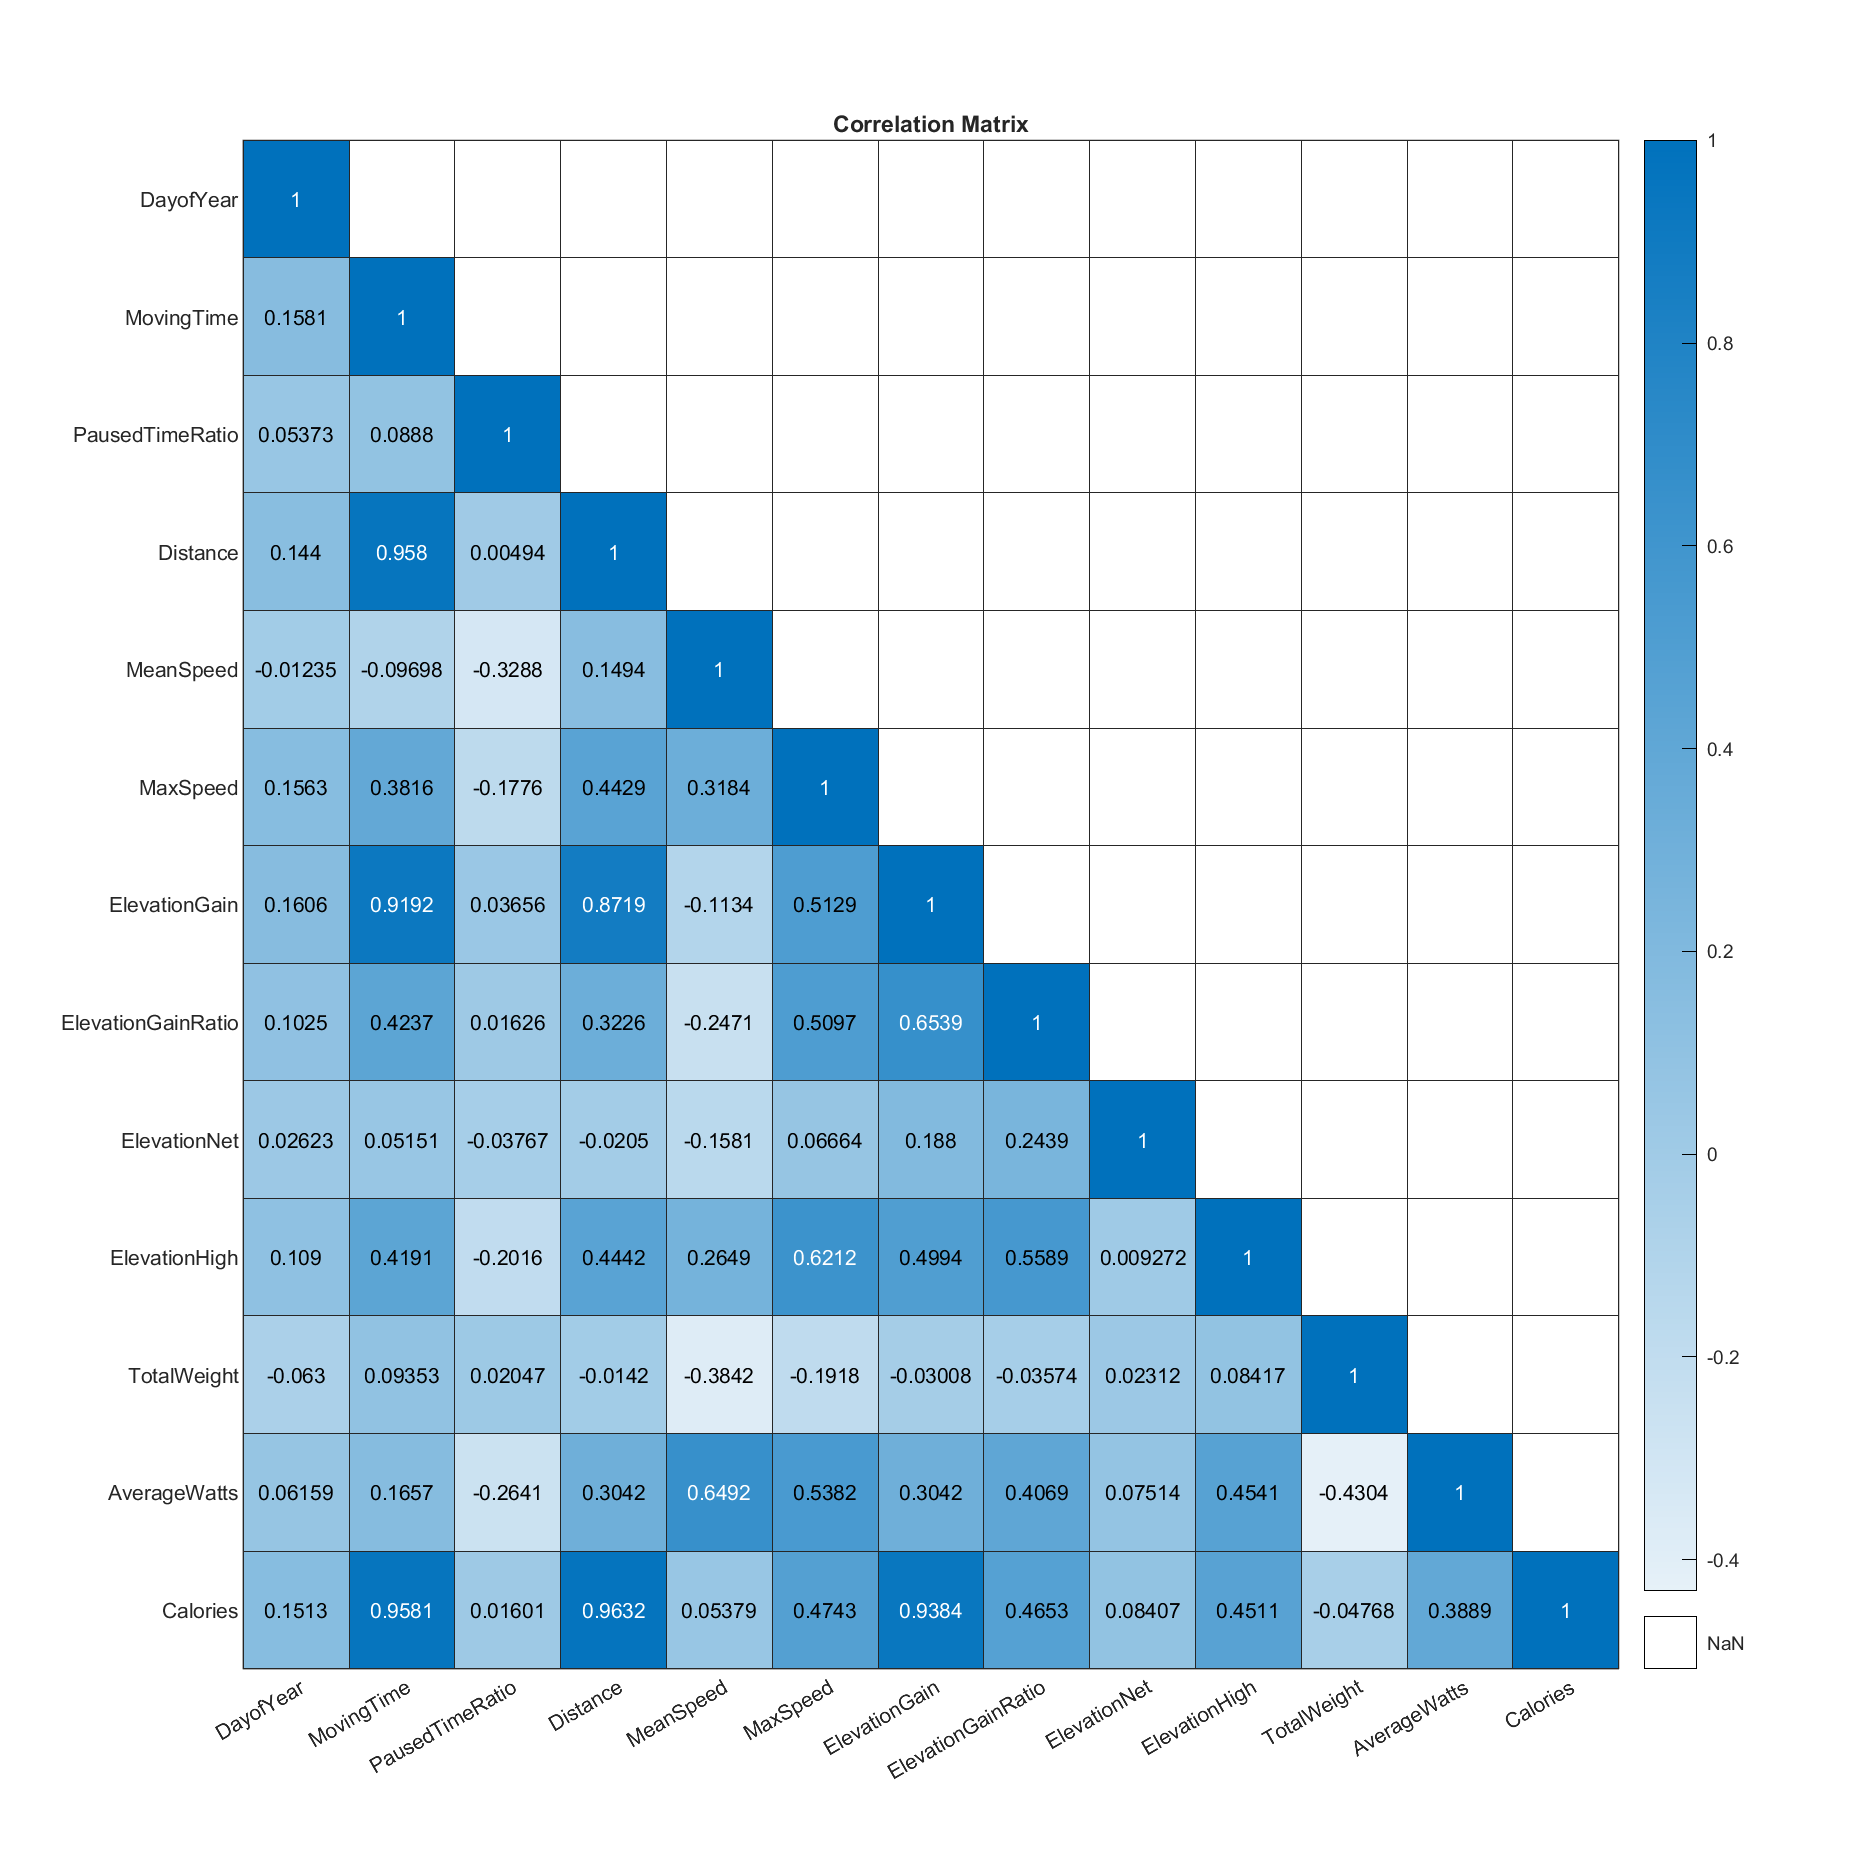 Correlation Matrix
DayofYear 1
MovingTime 0.1581 1
PausedTimeRatio 0.05373 0.0888 1
Distance 0.144 0.958 0.00494 1
MeanSpeed -0.01235 -0.09698 -0.3288 0.1494 1
MaxSpeed 0.1563 0.3816 -0.1776 0.4429 0.3184 1
ElevationGain 0.1606 0.9192 0.03656 0.8719 -0.1134 0.5129 1
ElevationGainRatio 0.1025 0.4237 0.01626 0.3226 -0.2471 0.5097 0.6539 1
ElevationNet 0.02623 0.05151 -0.03767 -0.0205 -0.1581 0.06664 0.188 0.2439 1
ElevationHigh 0.109 0.4191 -0.2016 0.4442 0.2649 0.6212 0.4994 0.5589 0.009272 1
TotalWeight -0.063 0.09353 0.02047 -0.0142 -0.3842 -0.1918 -0.03008 -0.03574 0.02312 0.08417 1
AverageWatts 0.06159 0.1657 -0.2641 0.3042 0.6492 0.5382 0.3042 0.4069 0.07514 0.4541 -0.4304 1
Calories 0.1513 0.9581 0.01601 0.9632 0.05379 0.4743 0.9384 0.4653 0.08407 0.4511 -0.04768 0.3889 1
DayofYear MovingTime PausedTimeRatio Distance MeanSpeed MaxSpeed ElevationGain ElevationGainRatio ElevationNet ElevationHigh TotalWeight AverageWatts Calories
1
0.8
0.6
0.4
0.2
0
-0.2
-0.4
NaN